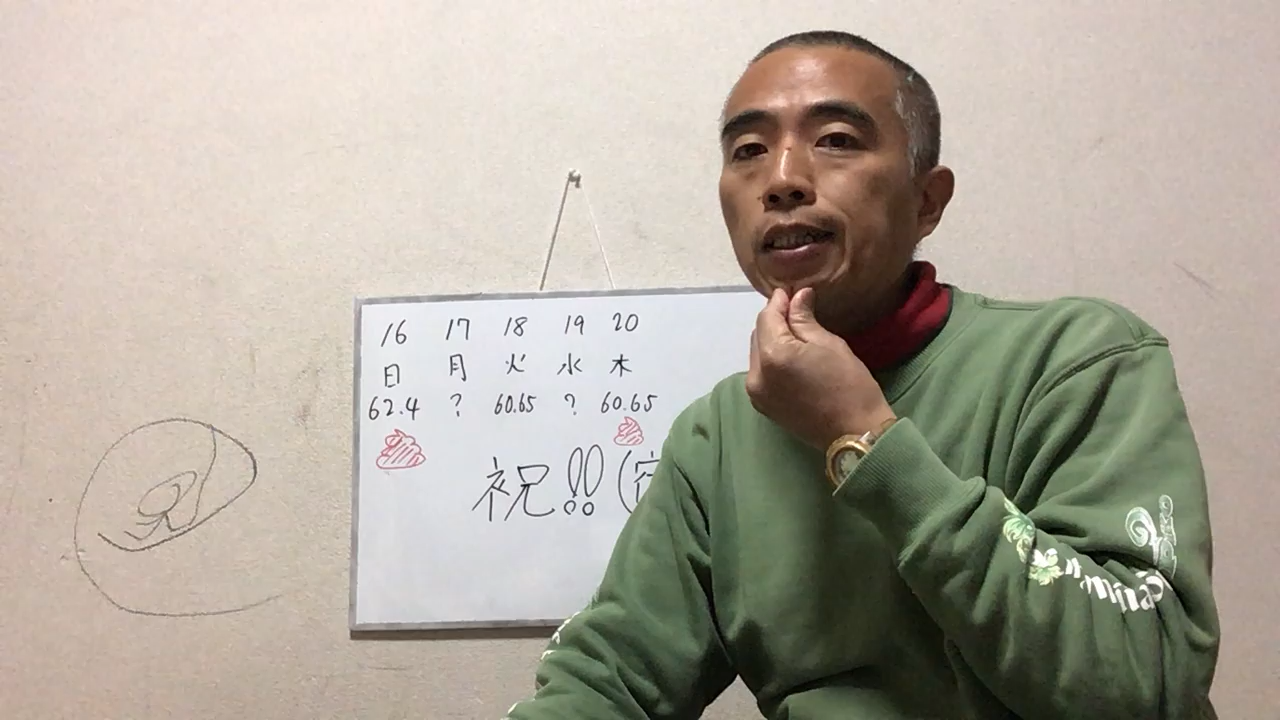 16 17 18 19 20
日 月 火 水 木
62.4 ? 60.65 ? 60.65
祝!!(